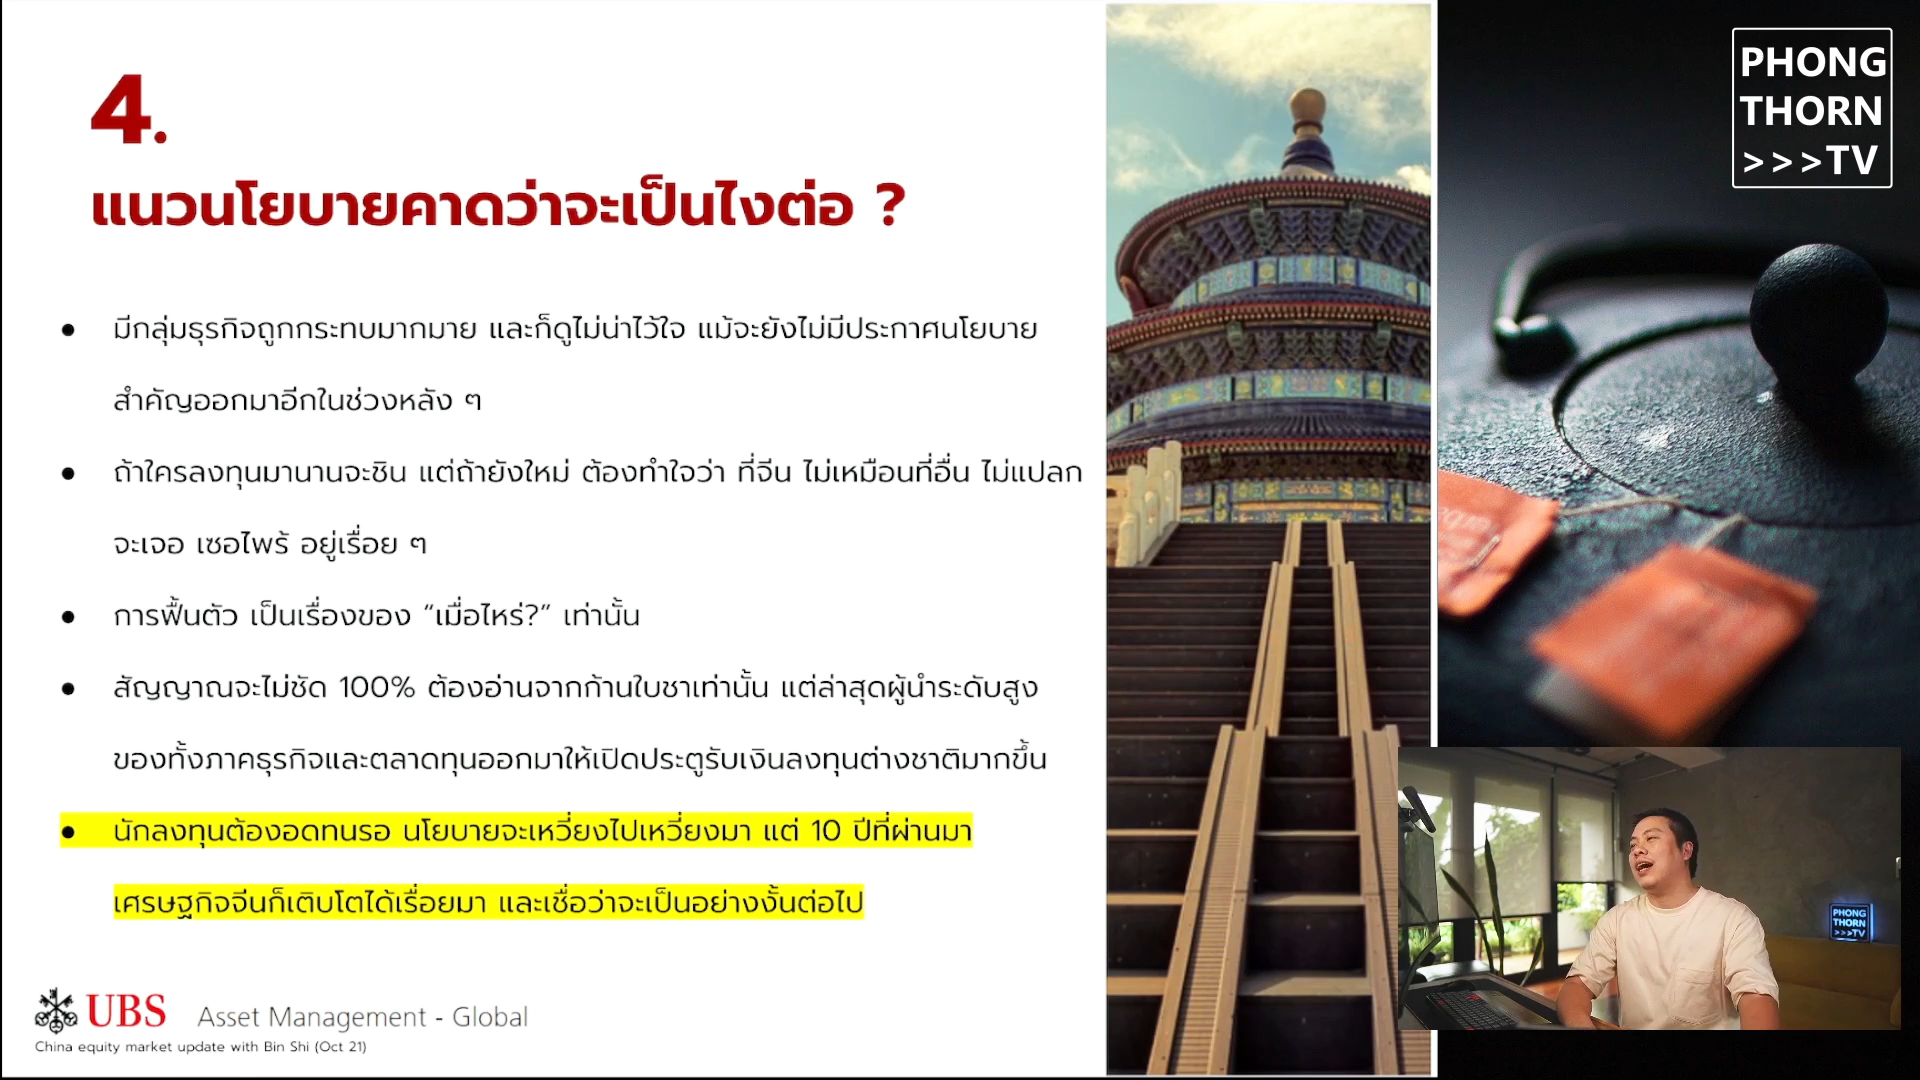 4.
แนวนโยบายคาดว่าจะเป็นไงต่อ ?
● มีกลุ่มธุรกิจถูกกระทบมากมาย และก็ดูไม่น่าไว้ใจ แม้จะยังไม่มีประกาศนโยบาย
สำคัญออกมาอีกในช่วงหลัง ๆ
● ถ้าใครลงทุนมานานจะชิน แต่ถ้ายังใหม่ ต้องทำใจว่า ที่จีน ไม่เหมือนที่อื่น ไม่แปลก
จะเจอ เซอไพร้ อยู่เรื่อย ๆ
● การฟื้นตัว เป็นเรื่องของ “เมื่อไหร่?” เท่านั้น
● สัญญาณจะไม่ชัด 100% ต้องอ่านจากก้านใบชาเท่านั้น แต่ล่าสุดผู้นำระดับสูง
ของทั้งภาคธุรกิจและตลาดทุนออกมาให้เปิดประตูรับเงินลงทุนต่างชาติมากขึ้น
● นักลงทุนต้องอดทนรอ นโยบายจะเหวี่ยงไปเหวี่ยงมา แต่ 10 ปีที่ผ่านมา
เศรษฐกิจจีนก็เติบโตได้เรื่อยมา และเชื่อว่าจะเป็นอย่างงั้นต่อไป
UBS Asset Management - Global
China equity market update with Bin Shi (Oct 21)
PHONG
THORN
>>>TV
PHONG
THORN
>>>TV